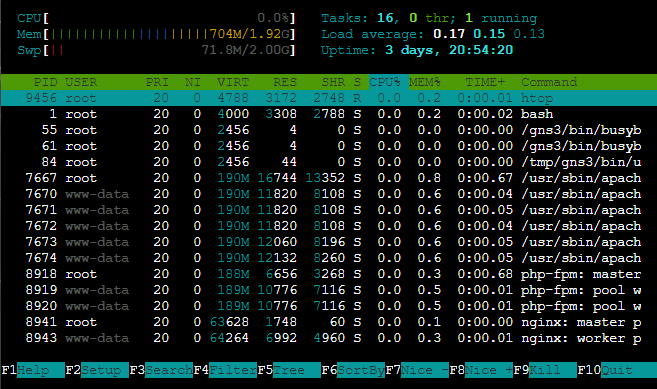 CPU[ 0.0%] Tasks: 16, 0 thr; 1 running
Mem[||||||||||||||||||||704M/1.92G] Load average: 0.17 0.15 0.13
Swp[|| 71.8M/2.00G] Uptime: 3 days, 20:54:20
PID USER PRI NI VIRT RES SHR S CPU% MEM% TIME+ Command
9456 root 20 0 4788 3172 2748 R 0.0 0.2 0:00.01 htop
1 root 20 0 4000 3308 2788 S 0.0 0.2 0:00.02 bash
55 root 20 0 2456 4 0 S 0.0 0.0 0:00.00 /gns3/bin/busyb
61 root 20 0 2456 4 0 S 0.0 0.0 0:00.00 /gns3/bin/busyb
84 root 20 0 2456 44 0 S 0.0 0.0 0:00.00 /tmp/gns3/bin/u
7667 root 20 0 190M 16744 13352 S 0.0 0.8 0:00.67 /usr/sbin/apach
7670 www-data 20 0 190M 11820 8108 S 0.0 0.6 0:00.04 /usr/sbin/apach
7671 www-data 20 0 190M 11820 8108 S 0.0 0.6 0:00.05 /usr/sbin/apach
7672 www-data 20 0 190M 11820 8108 S 0.0 0.6 0:00.04 /usr/sbin/apach
7673 www-data 20 0 190M 12060 8196 S 0.0 0.6 0:00.05 /usr/sbin/apach
7674 www-data 20 0 190M 12132 8260 S 0.0 0.6 0:00.05 /usr/sbin/apach
8918 root 20 0 188M 6656 3268 S 0.0 0.3 0:00.68 php-fpm: master
8919 www-data 20 0 189M 10776 7116 S 0.0 0.5 0:00.01 php-fpm: pool w
8920 www-data 20 0 189M 10776 7116 S 0.0 0.5 0:00.01 php-fpm: pool w
8941 root 20 0 63628 1748 60 S 0.0 0.1 0:00.00 nginx: master p
8943 www-data 20 0 64264 6992 4960 S 0.0 0.3 0:00.01 nginx: worker p
F1Help F2Setup F3SearchF4FilterF5Tree F6SortByF7Nice -F8Nice +F9Kill F10Quit